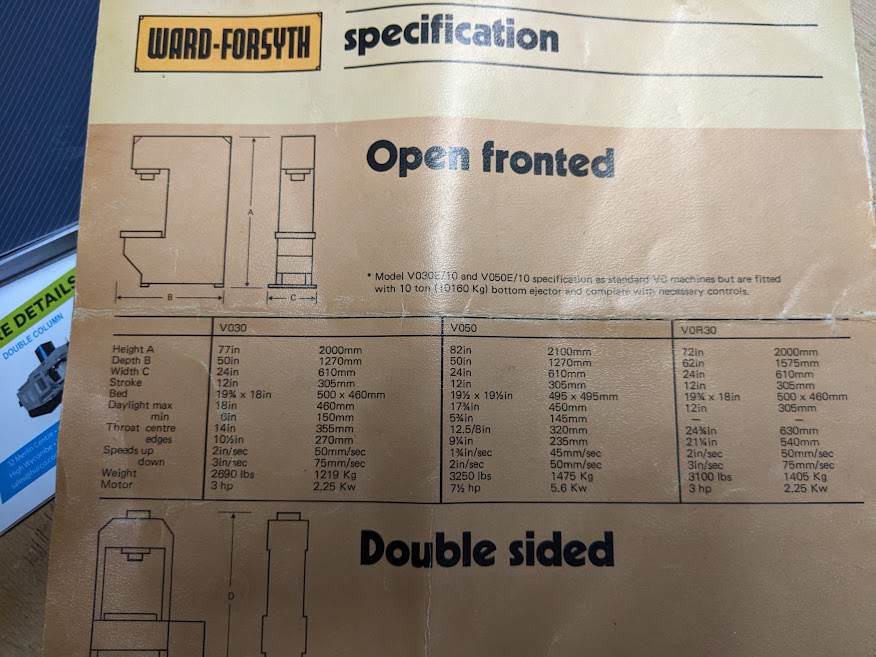 WARD-FORSYTH
specification
Open fronted
A
B
C
* Model V030E/10 and V050E/10 specification as standard VC machines but are fitted
with 10 ton (10160 Kg) bottom ejector and complete with necessary controls.
V030 V050 V0R30
Height A 77in 2000mm 82in 2100mm 72in 2000mm
Depth B 50in 1270mm 50in 1270mm 62in 1575mm
Width C 24in 610mm 24in 610mm 24in 610mm
Stroke 12in 305mm 12in 305mm 12in 305mm
Bed 19¾ x 18in 500 x 460mm 19½ x 19½in 495 x 495mm 19¾ x 18in 500 x 460mm
Daylight max 18in 460mm 17¾in 450mm 12in 305mm
min 6in 150mm 5¾in 145mm — —
Throat centre 14in 355mm 12.5/8in 320mm 24¾in 630mm
edges 10½in 270mm 9¼in 235mm 21¼in 540mm
Speeds up 2in/sec 50mm/sec 1¾in/sec 45mm/sec 2in/sec 50mm/sec
down 3in/sec 75mm/sec 2in/sec 50mm/sec 3in/sec 75mm/sec
Weight 2690 lbs 1219 Kg 3250 lbs 1475 Kg 3100 lbs 1405 Kg
Motor 3 hp 2,25 Kw 7½ hp 5,6 Kw 3 hp 2,25 Kw
Double sided
D
E DETAILS
DOUBLE COLUMN
12 Merlin Centre
High Wycombe